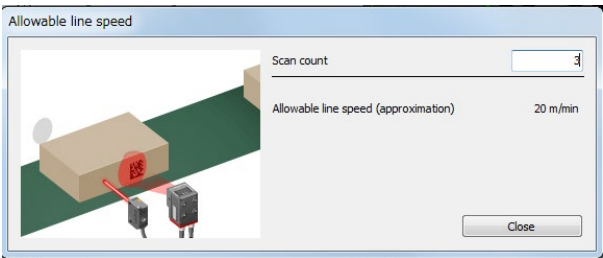 Allowable line speed
Scan count 3
Allowable line speed (approximation) 20 m/min
Close